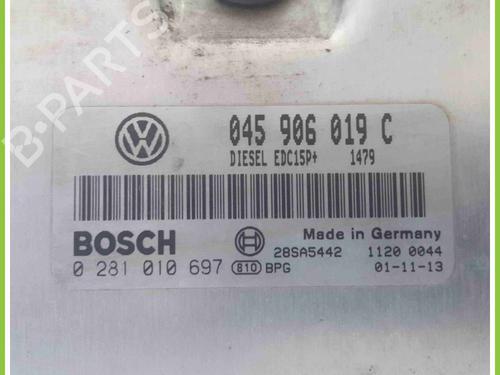 B-PARTS
045 906 019 C
DIESEL EDC15P+ 1479
BOSCH
Made in Germany
28SA5442 1120 0044
0 281 010 697 810 BPG 01-11-13